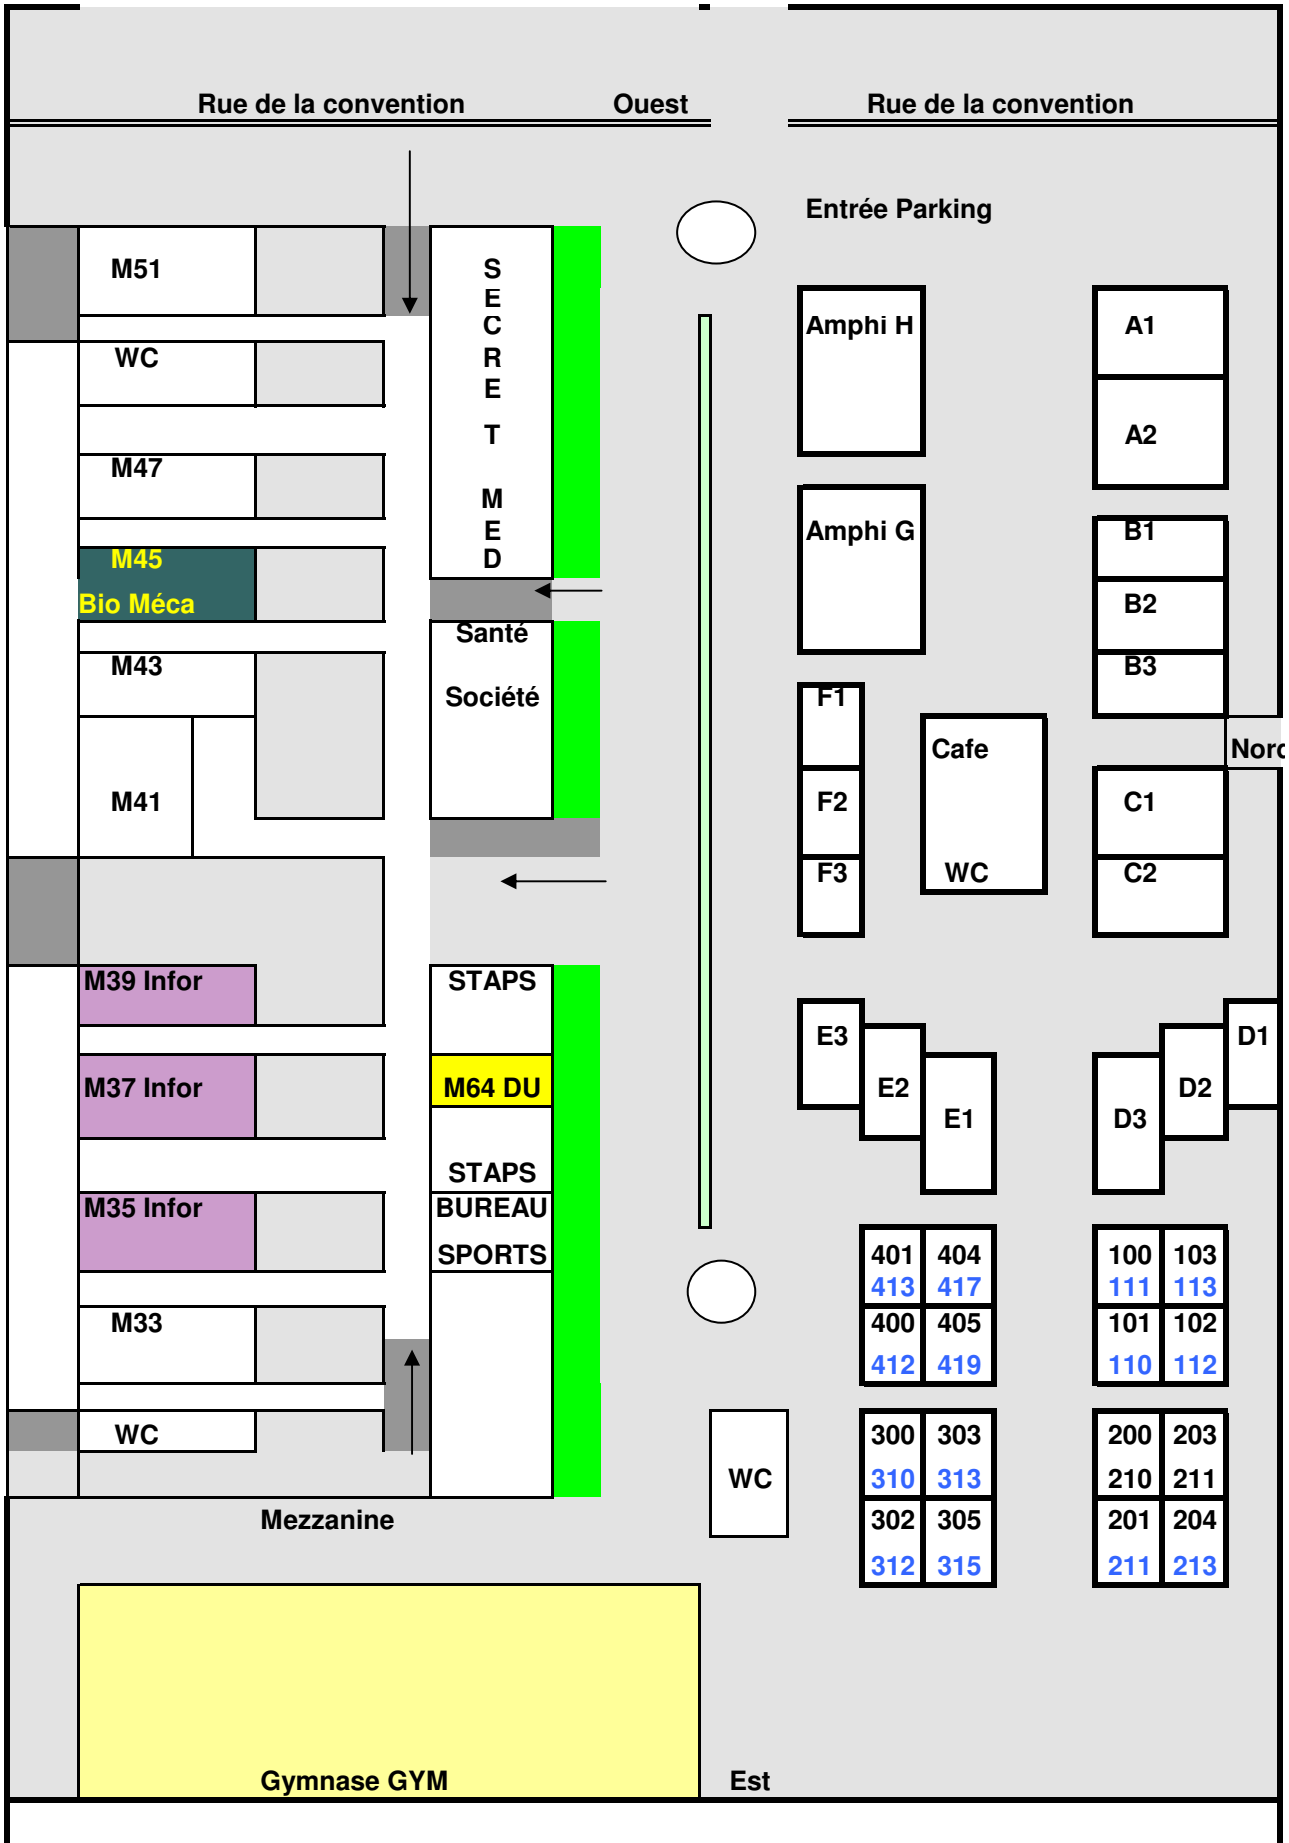 Rue de la convention Ouest Rue de la convention
Entrée Parking
M51
WC
M47
M45
Bio Méca
M43
M41
M39 Infor
M37 Infor
M35 Infor
M33
WC
S
E
C
R
E
T
M
E
D
Santé
Société
STAPS
M64 DU
STAPS
BUREAU
SPORTS
Mezzanine
Gymnase GYM
Est
WC
Amphi H
Amphi G
F1
F2
F3
Cafe
WC
A1
A2
B1
B2
B3
Nord
C1
C2
E3
E2
E1
D3
D2
D1
401 404
413 417
400 405
412 419
100 103
111 113
101 102
110 112
300 303
310 313
302 305
312 315
200 203
210 211
201 204
211 213